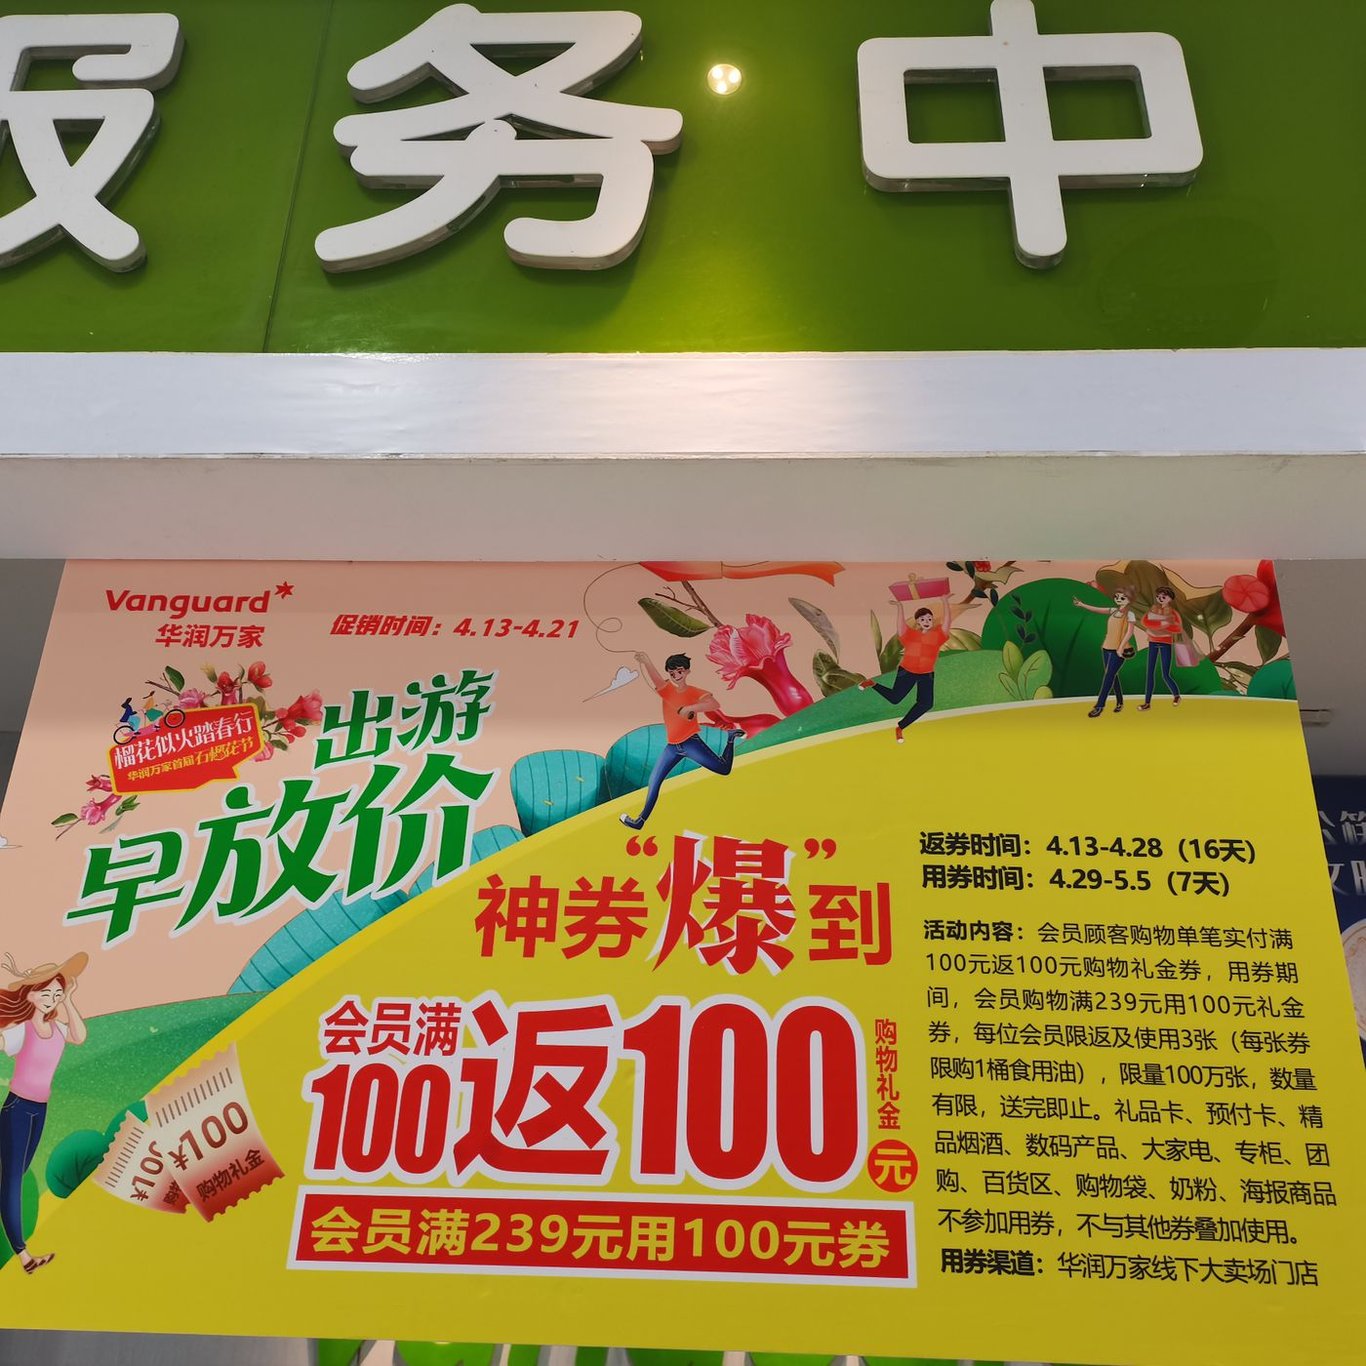 服务中
Vanguard
华润万家
促销时间：4.13-4.21
榴花似火踏春行
华润万家首届石榴花节
出游
早放价
神券“爆”到
会员满
100返100
购物礼金
元
会员满239元用100元券
¥100
购物礼金
返券时间：4.13-4.28（16天）
用券时间：4.29-5.5（7天）
活动内容：会员顾客购物单笔实付满
100元返100元购物礼金券，用券期
间，会员购物满239元用100元礼金
券，每位会员限返及使用3张（每张券
限购1桶食用油），限量100万张，数量
有限，送完即止。礼品卡、预付卡、精
品烟酒、数码产品、大家电、专柜、团
购、百货区、购物袋、奶粉、海报商品
不参加用券，不与其他券叠加使用。
用券渠道：华润万家线下大卖场门店